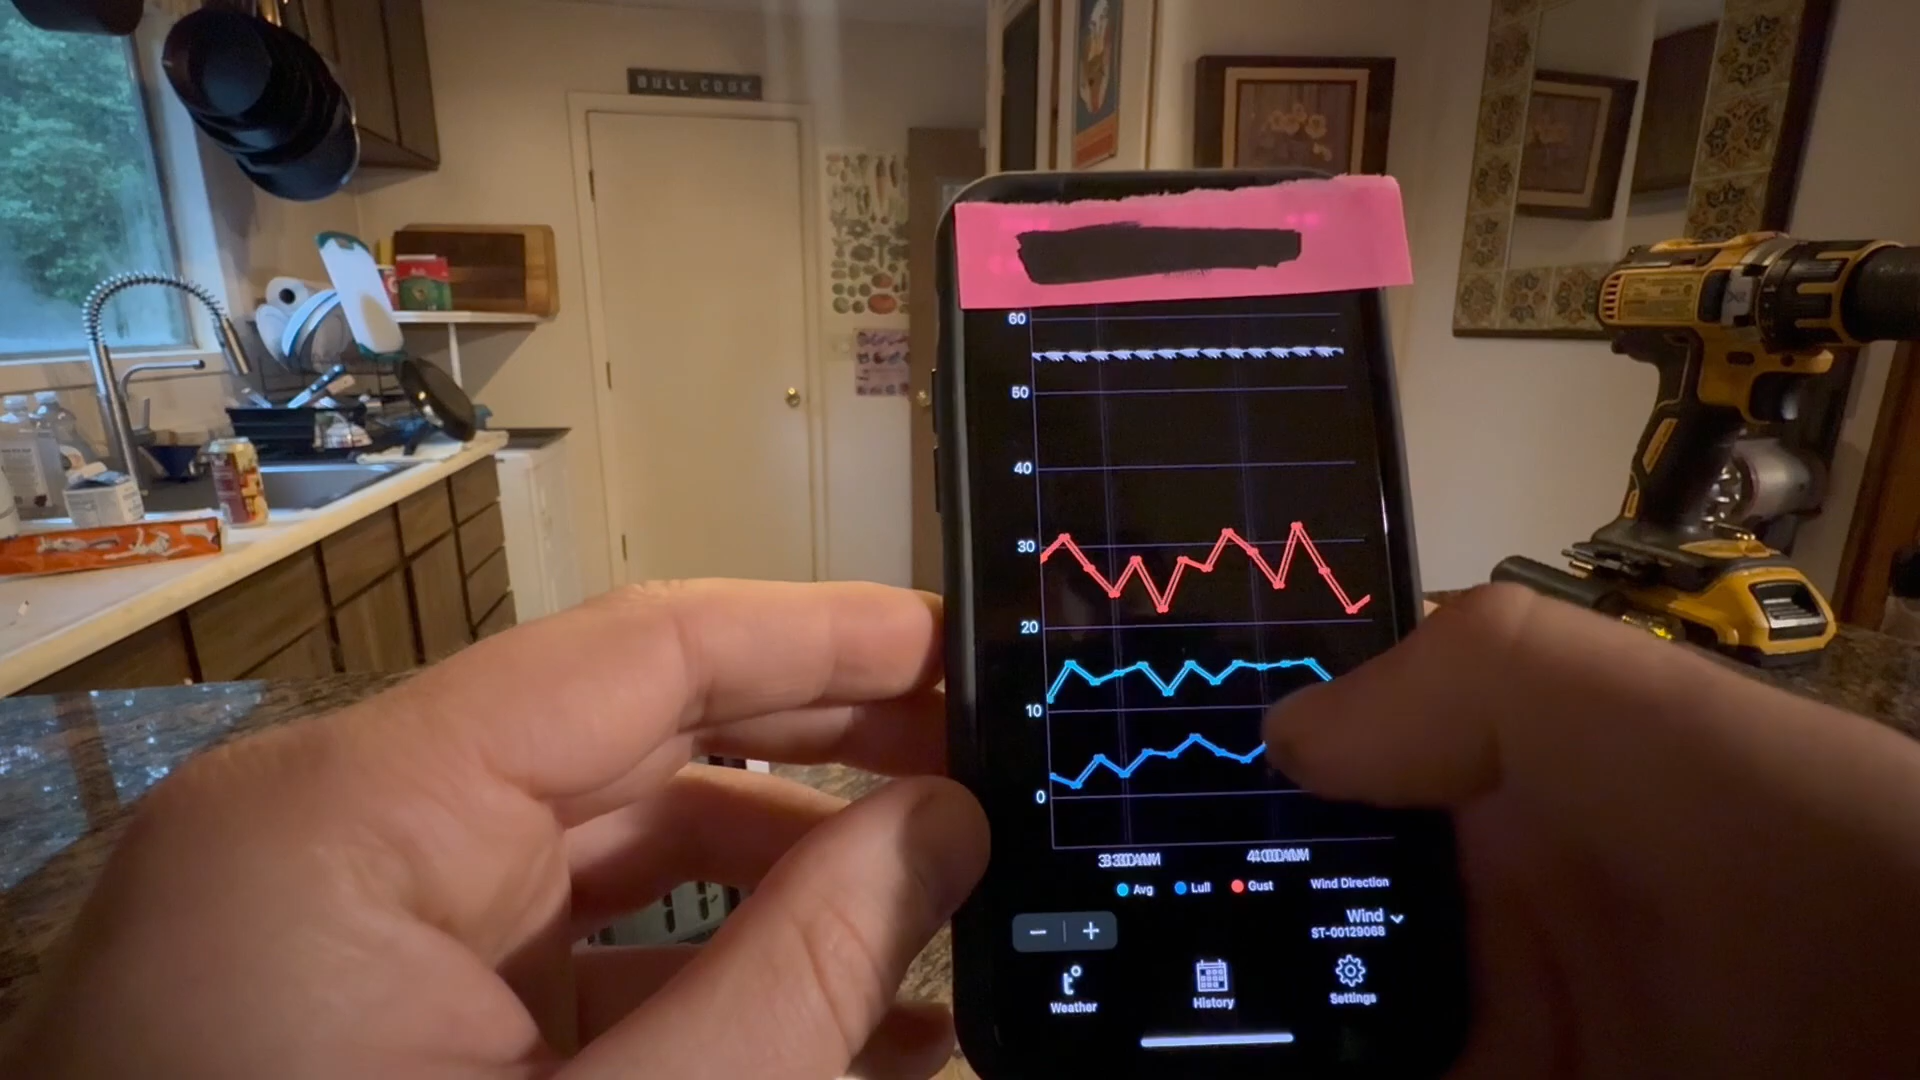 BULL COOK
60
50
40
30
20
10
0
Avg Lull Gust Wind Direction
Wind
ST-00129068
- +
Weather History Settings